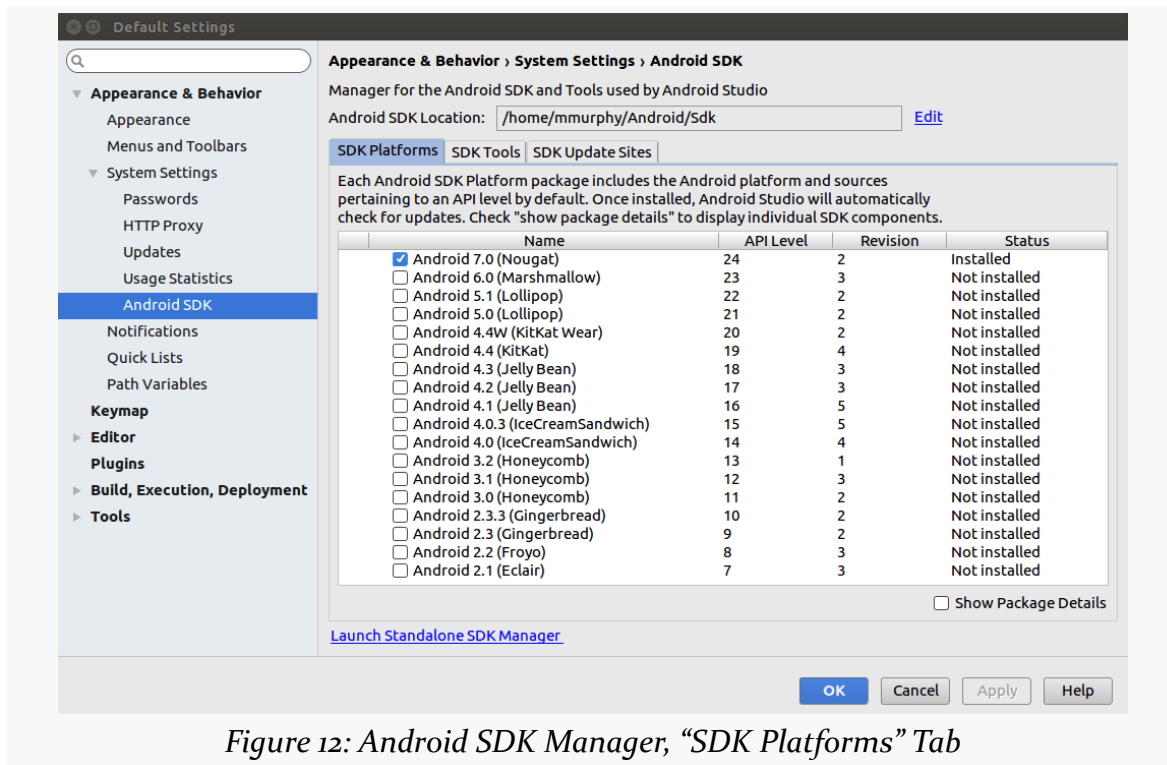 Default Settings
Appearance & Behavior
Appearance
Menus and Toolbars
System Settings
Passwords
HTTP Proxy
Updates
Usage Statistics
Android SDK
Notifications
Quick Lists
Path Variables
Keymap
Editor
Plugins
Build, Execution, Deployment
Tools
Appearance & Behavior › System Settings › Android SDK
Manager for the Android SDK and Tools used by Android Studio
Android SDK Location: /home/mmurphy/Android/Sdk Edit
SDK Platforms SDK Tools SDK Update Sites
Each Android SDK Platform package includes the Android platform and sources
pertaining to an API level by default. Once installed, Android Studio will automatically
check for updates. Check "show package details" to display individual SDK components.
Name API Level Revision Status
Android 7.0 (Nougat) 24 2 Installed
Android 6.0 (Marshmallow) 23 3 Not installed
Android 5.1 (Lollipop) 22 2 Not installed
Android 5.0 (Lollipop) 21 2 Not installed
Android 4.4W (KitKat Wear) 20 2 Not installed
Android 4.4 (KitKat) 19 4 Not installed
Android 4.3 (Jelly Bean) 18 3 Not installed
Android 4.2 (Jelly Bean) 17 3 Not installed
Android 4.1 (Jelly Bean) 16 5 Not installed
Android 4.0.3 (IceCreamSandwich) 15 5 Not installed
Android 4.0 (IceCreamSandwich) 14 4 Not installed
Android 3.2 (Honeycomb) 13 1 Not installed
Android 3.1 (Honeycomb) 12 3 Not installed
Android 3.0 (Honeycomb) 11 2 Not installed
Android 2.3.3 (Gingerbread) 10 2 Not installed
Android 2.3 (Gingerbread) 9 2 Not installed
Android 2.2 (Froyo) 8 3 Not installed
Android 2.1 (Eclair) 7 3 Not installed
Show Package Details
Launch Standalone SDK Manager
OK Cancel Apply Help
Figure 12: Android SDK Manager, “SDK Platforms” Tab